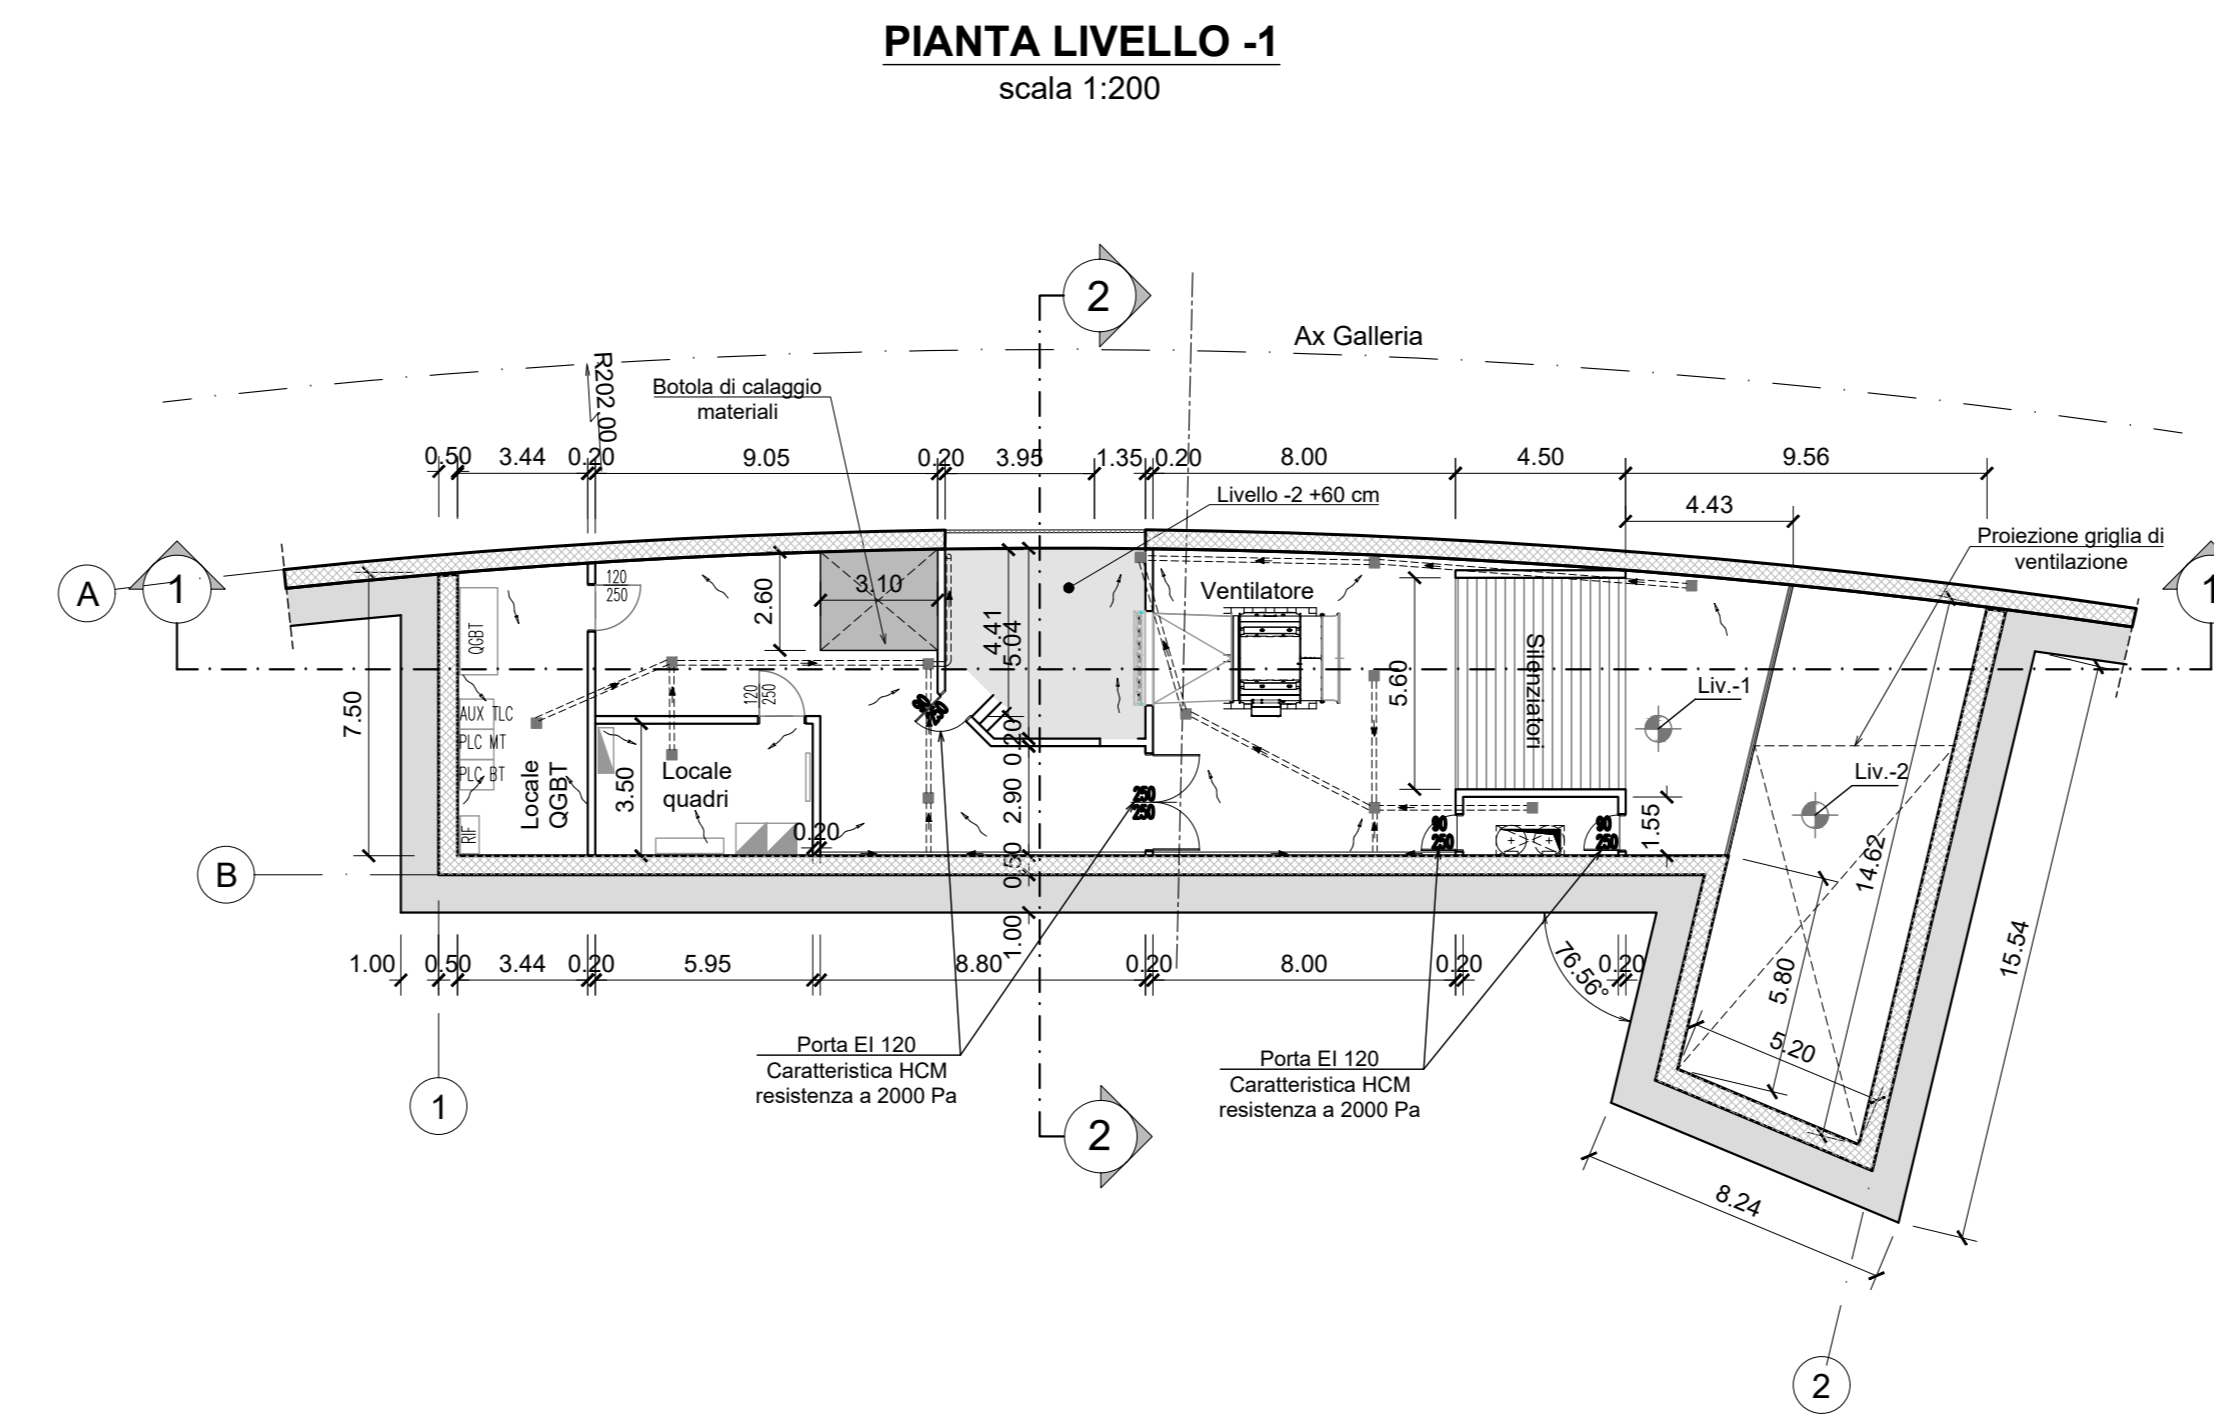 PIANTA LIVELLO -1
scala 1:200
2
Ax Galleria
R202.00
Botola di calaggio
materiali
0.50 3.44 0.20 9.05 0.20 3.95 1.35 0.20 8.00 4.50 9.56
4.43
Livello -2 +60 cm
Proiezione griglia di
ventilazione
A
1
1
120
250
2.60
3.10
4.41
5.04
Ventilatore
QGBT
5.60
Silenziatori
Liv.-1
7.50
120
250
90
250
AUX TLC
PLC MT
PLC BT
RIF
Locale
QGBT
3.50
Locale
quadri
0.20
0.20
2.90
0.50
1.00
250
250
90
250
90
250
1.55
Liv.-2
14.62
15.54
B
5.80
5.20
76.56°
1.00 0.50 3.44 0.20 5.95 8.80 0.20 8.00 0.20 0.20
Porta EI 120
Caratteristica HCM
resistenza a 2000 Pa
Porta EI 120
Caratteristica HCM
resistenza a 2000 Pa
1
2
8.24
2